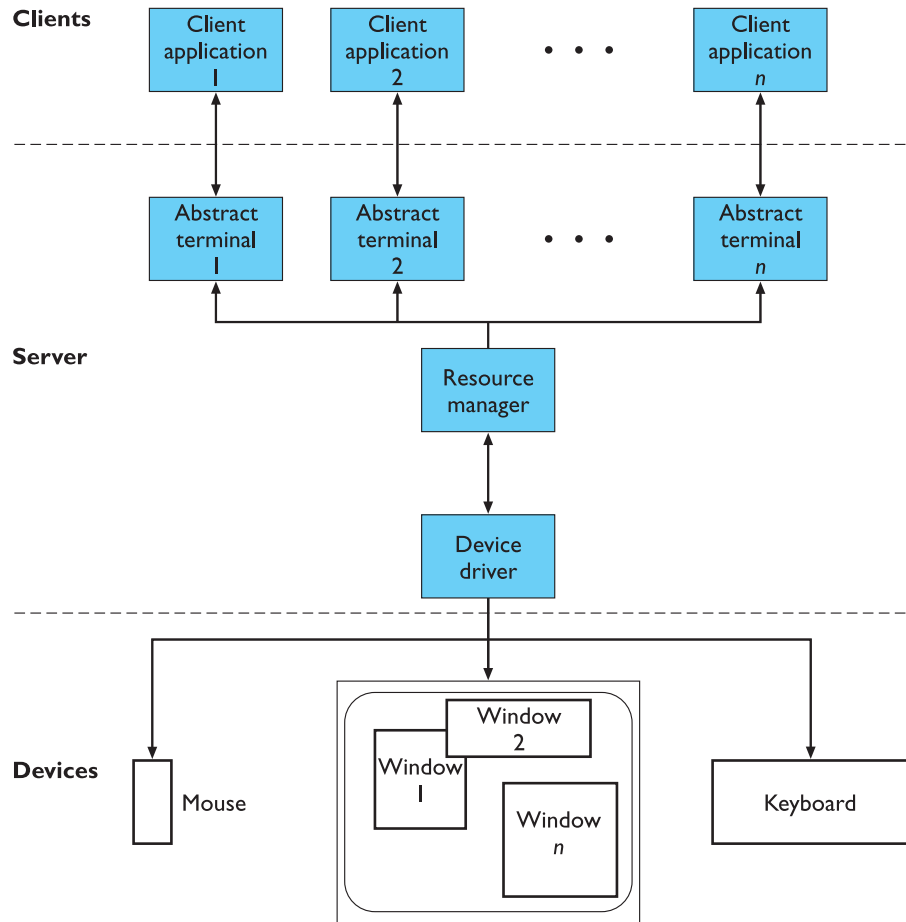 Clients
Client
application
1
Client
application
2
• • •
Client
application
n
Abstract
terminal
1
Abstract
terminal
2
• • •
Abstract
terminal
n
Server
Resource
manager
Device
driver
Devices
Mouse
Window
1
Window
2
Window
n
Keyboard